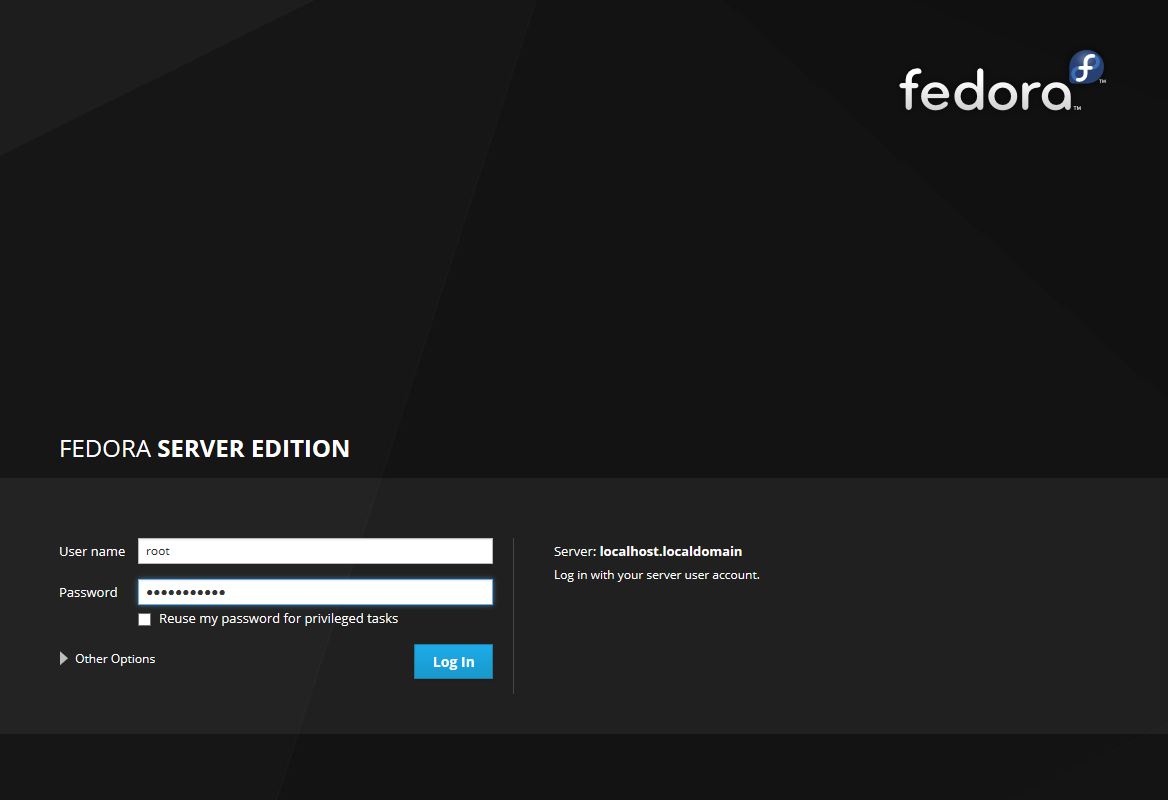 fedora
FEDORA SERVER EDITION
User name root
Password •••••••••••
Reuse my password for privileged tasks
Other Options
Log In
Server: localhost.localdomain
Log in with your server user account.